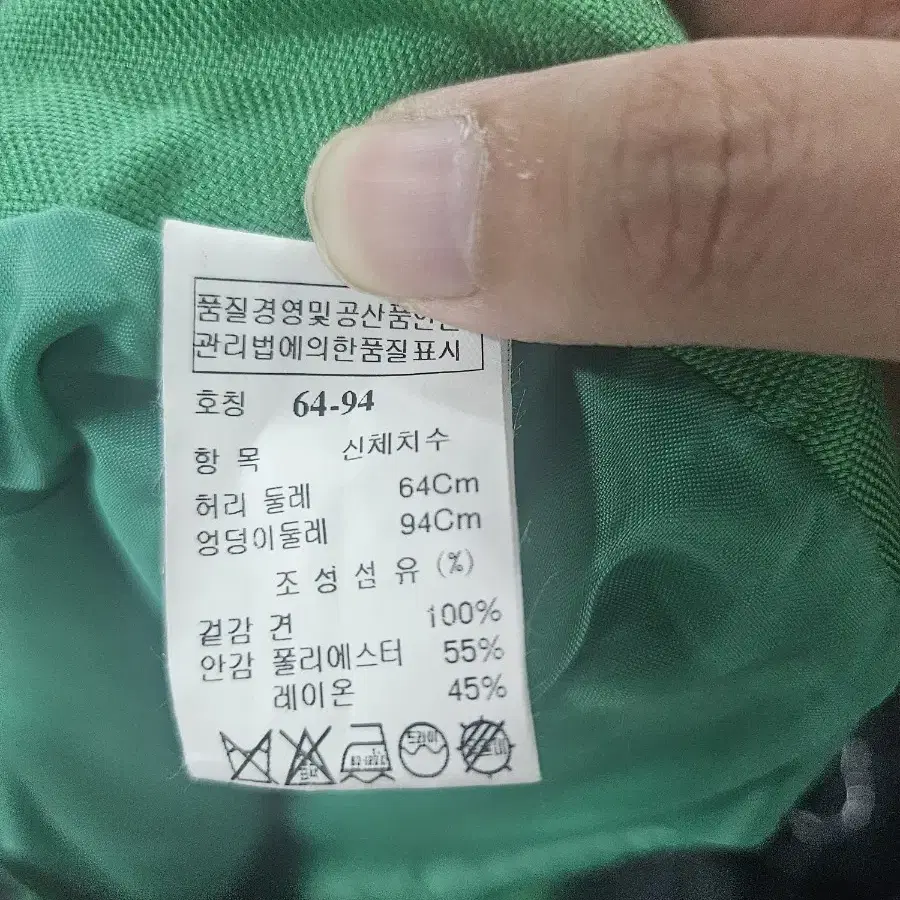 품질경영및공산품안전
관리법에의한품질표시
호칭 64-94
항 목 신체치수
허리 둘레 64Cm
엉덩이둘레 94Cm
조 성 섬 유 (%)
겉감 견 100%
안감 폴리에스터 55%
레이온 45%
드라이